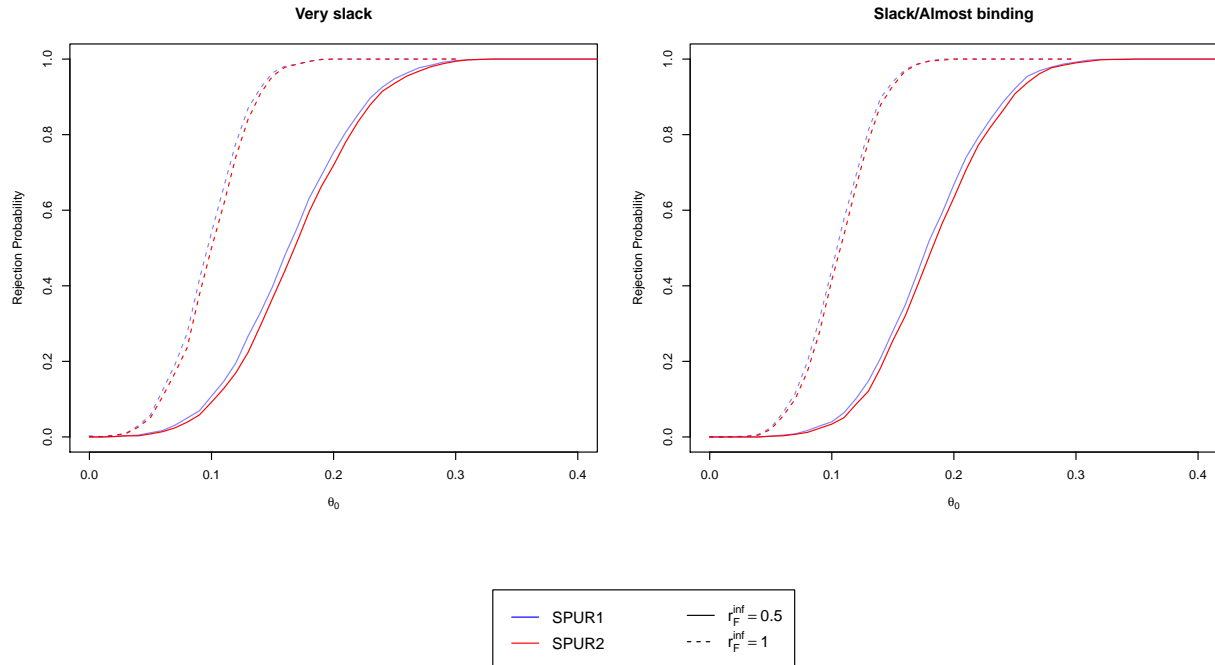 Very slack
Slack/Almost binding
Rejection Probability
0.0 0.2 0.4 0.6 0.8 1.0
0.0 0.1 0.2 0.3 0.4
θ₀
Rejection Probability
0.0 0.2 0.4 0.6 0.8 1.0
0.0 0.1 0.2 0.3 0.4
θ₀
SPUR1
SPUR2
r_F^inf = 0.5
r_F^inf = 1